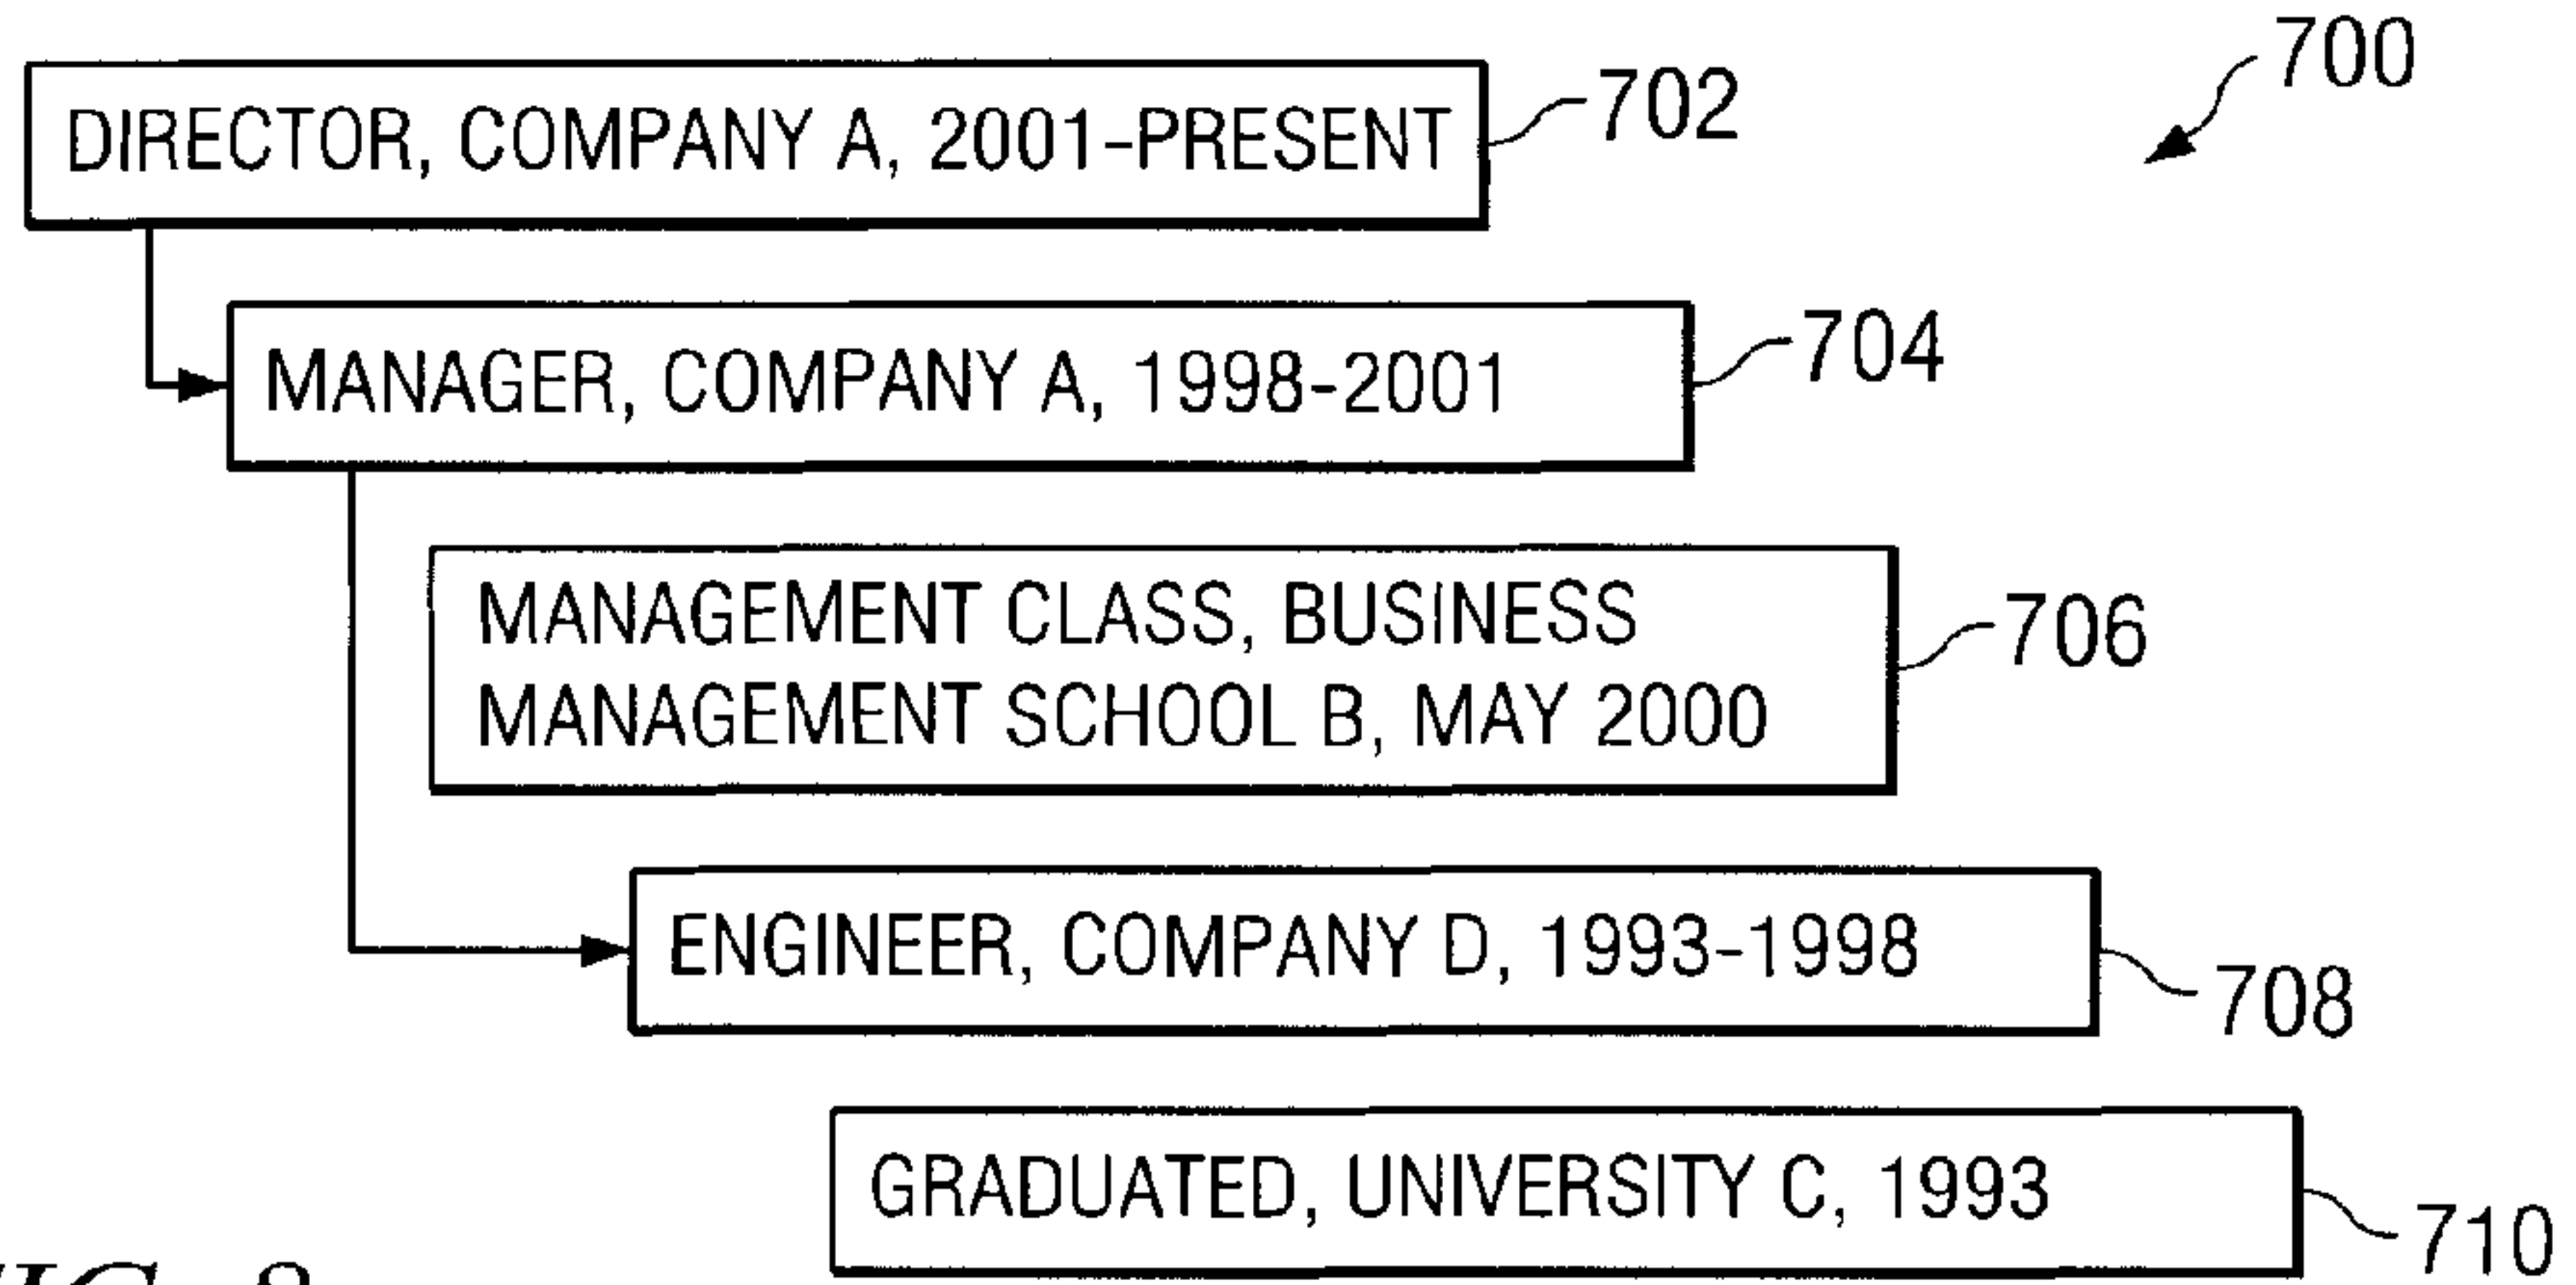 700
DIRECTOR, COMPANY A, 2001-PRESENT
702
MANAGER, COMPANY A, 1998-2001
704
MANAGEMENT CLASS, BUSINESS
MANAGEMENT SCHOOL B, MAY 2000
706
ENGINEER, COMPANY D, 1993-1998
708
GRADUATED, UNIVERSITY C, 1993
710